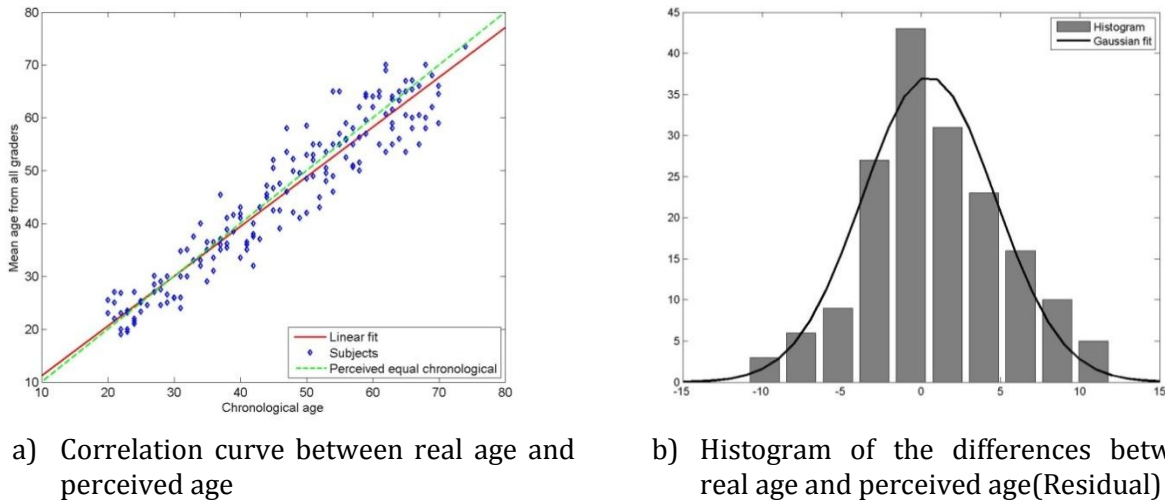 80
70
60
50
40
30
20
10
Mean age from all graders
10 20 30 40 50 60 70 80
Chronological age
Linear fit
Subjects
Perceived equal chronological
45
40
35
30
25
20
15
10
5
0
-15 -10 -5 0 5 10 15
Histogram
Gaussian fit
a) Correlation curve between real age and
perceived age
b) Histogram of the differences betw
real age and perceived age(Residual)